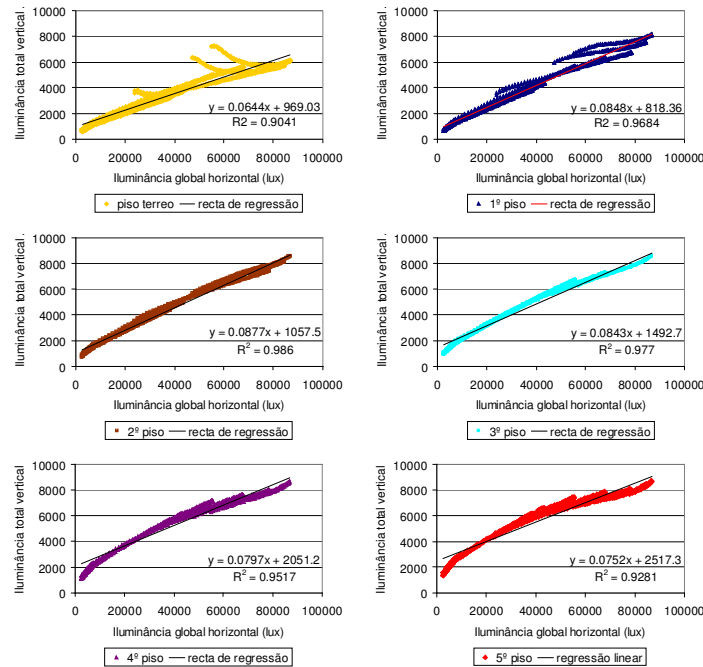 Iluminância total vertical.
10000
8000
6000
4000
2000
0
y = 0.0644x + 969.03
R2 = 0.9041
0 20000 40000 60000 80000 100000
Iluminância global horizontal (lux)
piso terreo recta de regressão
Iluminância total vertical.
10000
8000
6000
4000
2000
0
y = 0.0848x + 818.36
R2 = 0.9684
0 20000 40000 60000 80000 100000
Iluminância global horizontal (lux)
1º piso recta de regressão
Iluminância total vertical.
10000
8000
6000
4000
2000
0
y = 0.0877x + 1057.5
R² = 0.986
0 20000 40000 60000 80000 100000
Iluminância global horizontal (lux)
2º piso recta de regressão
Iluminância total vertical.
10000
8000
6000
4000
2000
0
y = 0.0843x + 1492.7
R² = 0.977
0 20000 40000 60000 80000 100000
Iluminância global horizontal (lux)
3º piso recta de regressão
Iluminância total vertical.
10000
8000
6000
4000
2000
0
y = 0.0797x + 2051.2
R² = 0.9517
0 20000 40000 60000 80000 100000
Iluminância global horizontal (lux)
4º piso recta de regressão
Iluminância total vertical.
10000
8000
6000
4000
2000
0
y = 0.0752x + 2517.3
R² = 0.9281
0 20000 40000 60000 80000 100000
Iluminância global horizontal (lux)
5º piso regressão linear